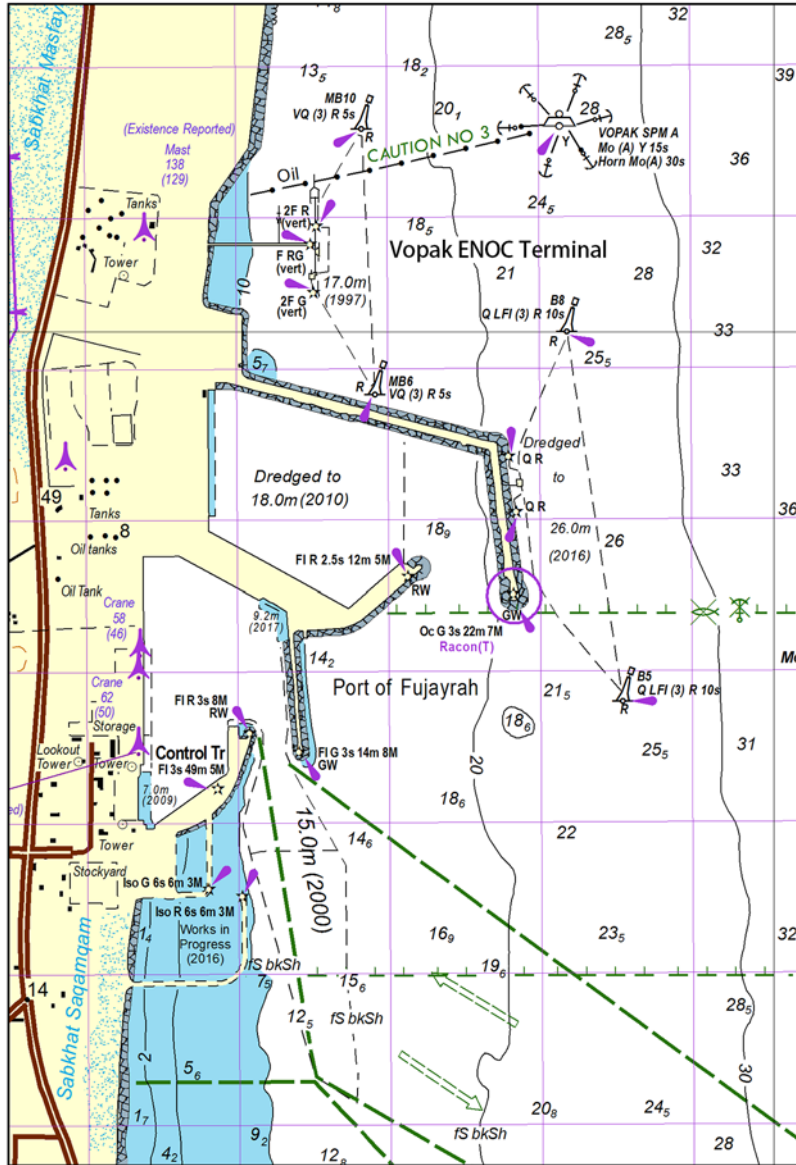 32
28₅
18₂
13₅
39
MB10
VQ (3) R 5s
R
20₁
28
Y
VOPAK SPM A
Mo (A) Y 15s
Horn Mo(A) 30s
CAUTION NO 3
Oil
36
Sabkhat Masfay
(Existence Reported)
Mast
138
(129)
24₅
2F R
(vert)
18₅
Vopak ENOC Terminal
32
Tanks
Tower
F RG
(vert)
21
28
17.0m
(1997)
10
2F G
(vert)
B8
Q LFl (3) R 10s
R
33
5₇
25₅
R
MB6
VQ (3) R 5s
Dredged
to
26.0m
(2016)
Q R
Q R
33
Dredged to
18.0m (2010)
49
Tanks
8
Oil tanks
Oil Tank
18₉
36
26
Fl R 2.5s 12m 5M
RW
GW
Oc G 3s 22m 7M
Racon(T)
Crane
58
(46)
9.2m
(2017)
14₂
Mo
Crane
62
(50)
Port of Fujayrah
21₅
B5
Q LFl (3) R 10s
R
Fl R 3s 8M
RW
18₆
Storage
Control Tr
Fl 3s 49m 5M
Fl G 3s 14m 8M
GW
Lookout
Tower
Tower
25₅
31
20
7.0m
(2009)
18₆
15.0m (2000)
14₆
22
Tower
Stockyard
Iso G 6s 6m 3M
Iso R 6s 6m 3M
Works in
Progress
(2016)
1₄
16₉
23₅
32
fS bkSh
7₅
15₆
19₆
14
Sabkhat Saqamqam
12₅
fS bkSh
28₅
2
5₆
30
1₇
20₈
24₅
9₂
fS bkSh
4₂
12₈
28